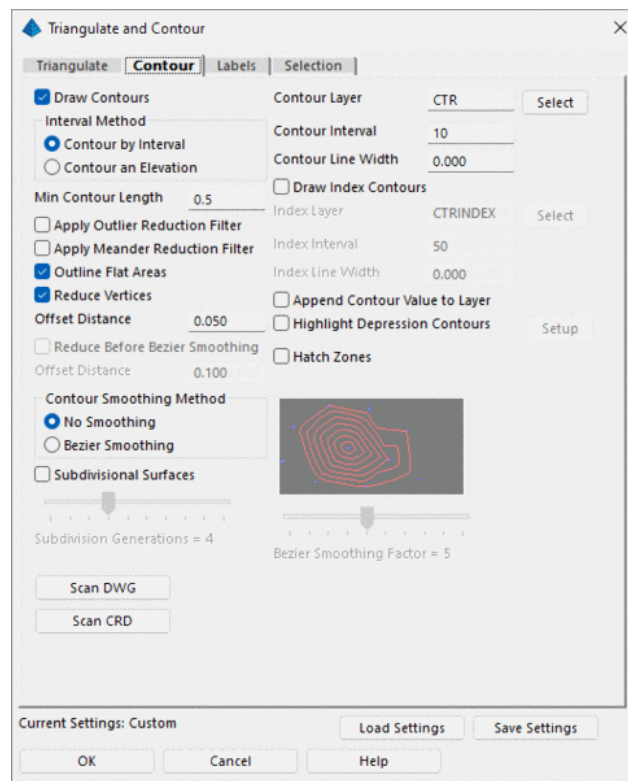 Triangulate and Contour
Triangulate
Contour
Labels
Selection
Draw Contours
Interval Method
Contour by Interval
Contour an Elevation
Min Contour Length 0.5
Apply Outlier Reduction Filter
Apply Meander Reduction Filter
Outline Flat Areas
Reduce Vertices
Offset Distance 0.050
Reduce Before Bezier Smoothing
Offset Distance 0.100
Contour Smoothing Method
No Smoothing
Bezier Smoothing
Subdivisional Surfaces
Subdivision Generations = 4
Scan DWG
Scan CRD
Contour Layer CTR Select
Contour Interval 10
Contour Line Width 0.000
Draw Index Contours
Index Layer CTRINDEX Select
Index Interval 50
Index Line Width 0.000
Append Contour Value to Layer
Highlight Depression Contours Setup
Hatch Zones
Bezier Smoothing Factor = 5
Current Settings: Custom
Load Settings
Save Settings
OK
Cancel
Help